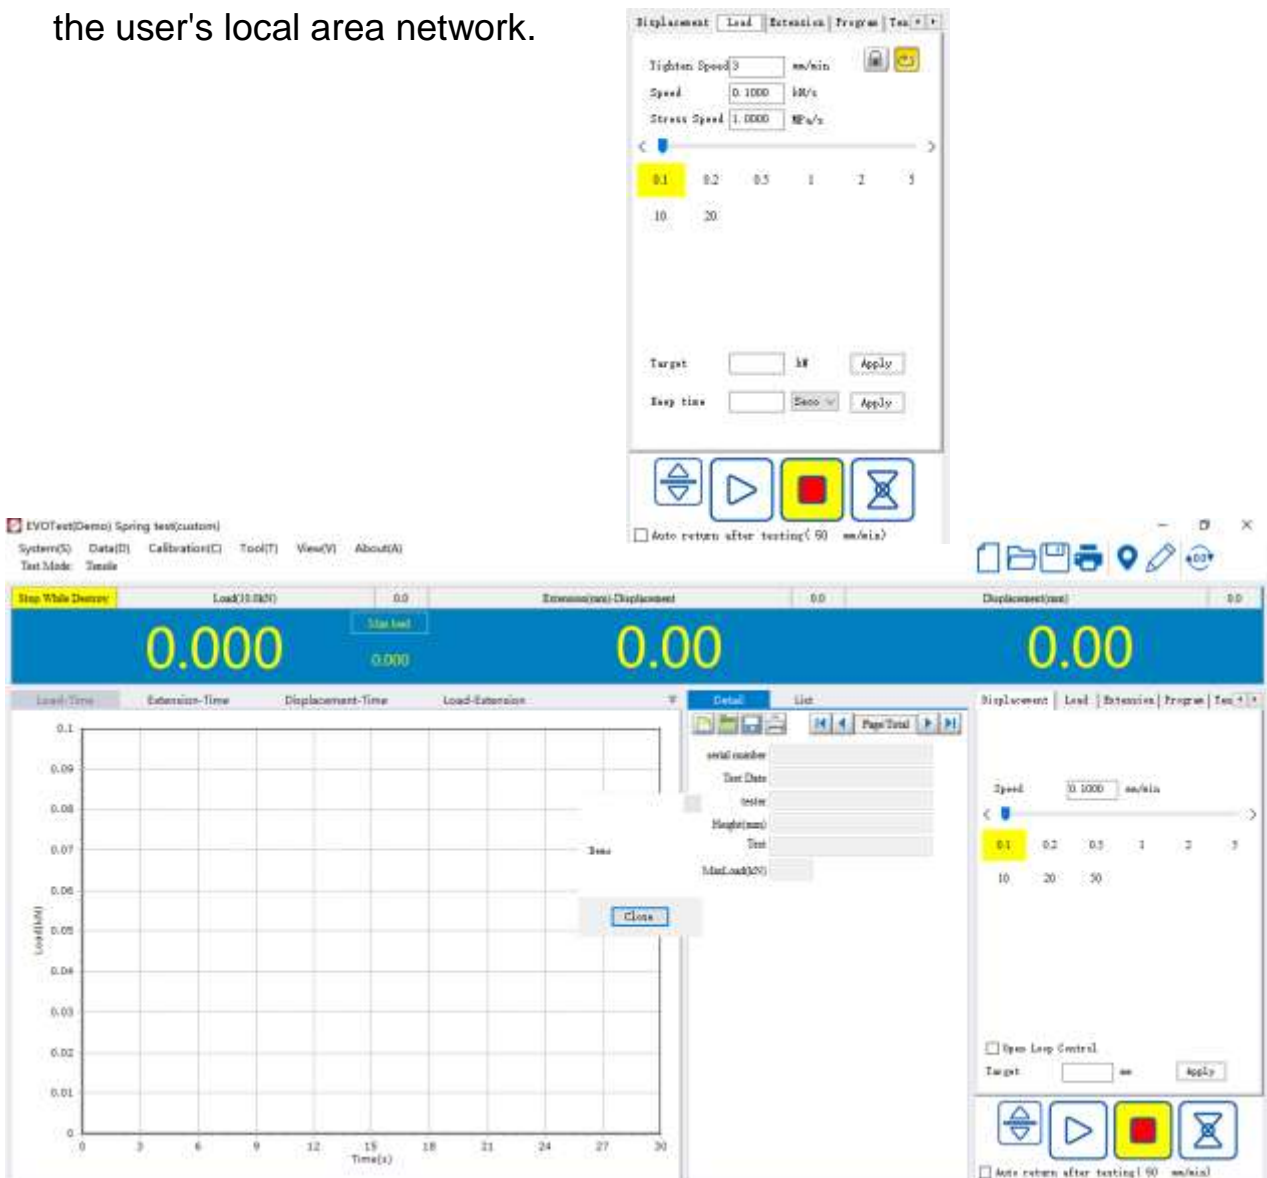 the user's local area network.
Displacement Load Extension Program
Tighten Speed 3 mm/min
Speed 0.1000 kN/s
Stress Speed 1.0000 MPa/s
0.1 0.2 0.5 1 2 5
10 20
Target kN Apply
Keep time Seco Apply
Auto return after testing( 50 mm/min)
EVOTest(Demo) Spring test(custom)
System(S) Data(D) Calibration(C) Tool(T) View(V) About(A)
Test Mode: Tensile
Stop While Destroy Load(10.0kN) 0.0 Extension(mm)-Displacement 0.0 Displacement(mm) 0.0
Max load
0.000 0.000 0.00 0.00
Load-Time Extension-Time Displacement-Time Load-Extension Detail List
Displacement Load Extension Program
Page/Total
serial number
Test Date
tester
Height(mm)
Test
MaxLoad(kN)
Demo
Close
0.1
0.09
0.08
0.07
0.06
0.05
0.04
0.03
0.02
0.01
0
Load(kN)
0 3 6 9 12 15 18 21 24 27 30
Time(s)
Speed 0.1000 mm/min
0.1 0.2 0.5 1 2 5
10 20 50
Open Loop Control
Target mm Apply
Auto return after testing( 50 mm/min)